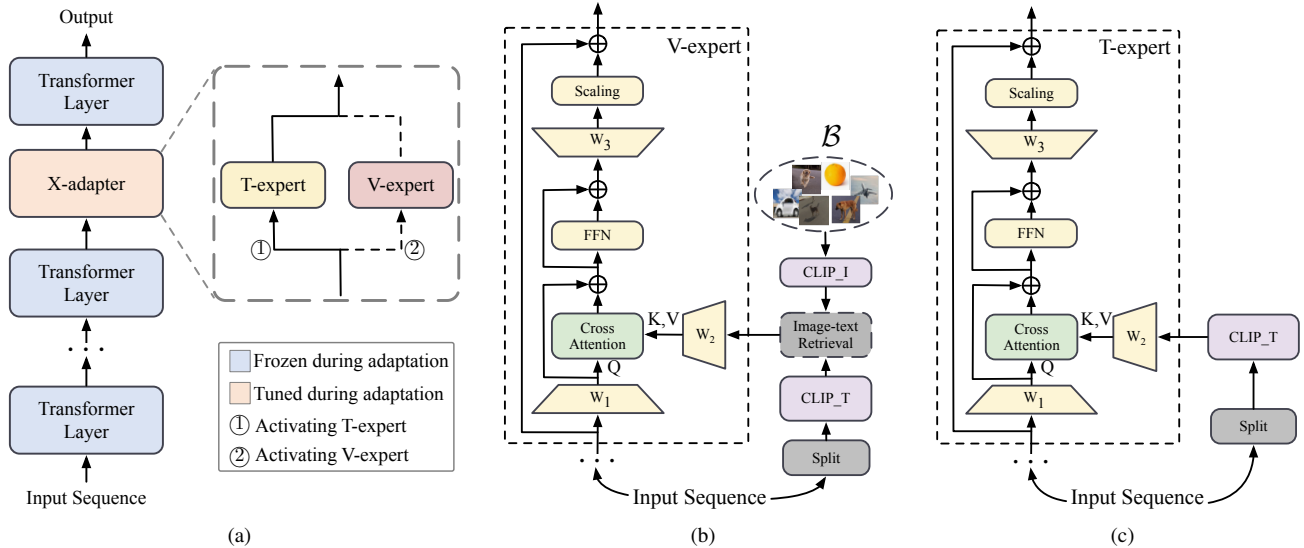 Output
Transformer
Layer
X-adapter
Transformer
Layer
. . .
Transformer
Layer
Input Sequence
T-expert
V-expert
①
②
Frozen during adaptation
Tuned during adaptation
① Activating T-expert
② Activating V-expert
(a)
V-expert
Scaling
W3
FFN
Cross
Attention
K,V
W2
Q
W1
. . .
B
CLIP_I
Image-text
Retrieval
CLIP_T
Split
Input Sequence
(b)
T-expert
Scaling
W3
FFN
Cross
Attention
K,V
W2
Q
W1
. . .
CLIP_T
Split
Input Sequence
(c)